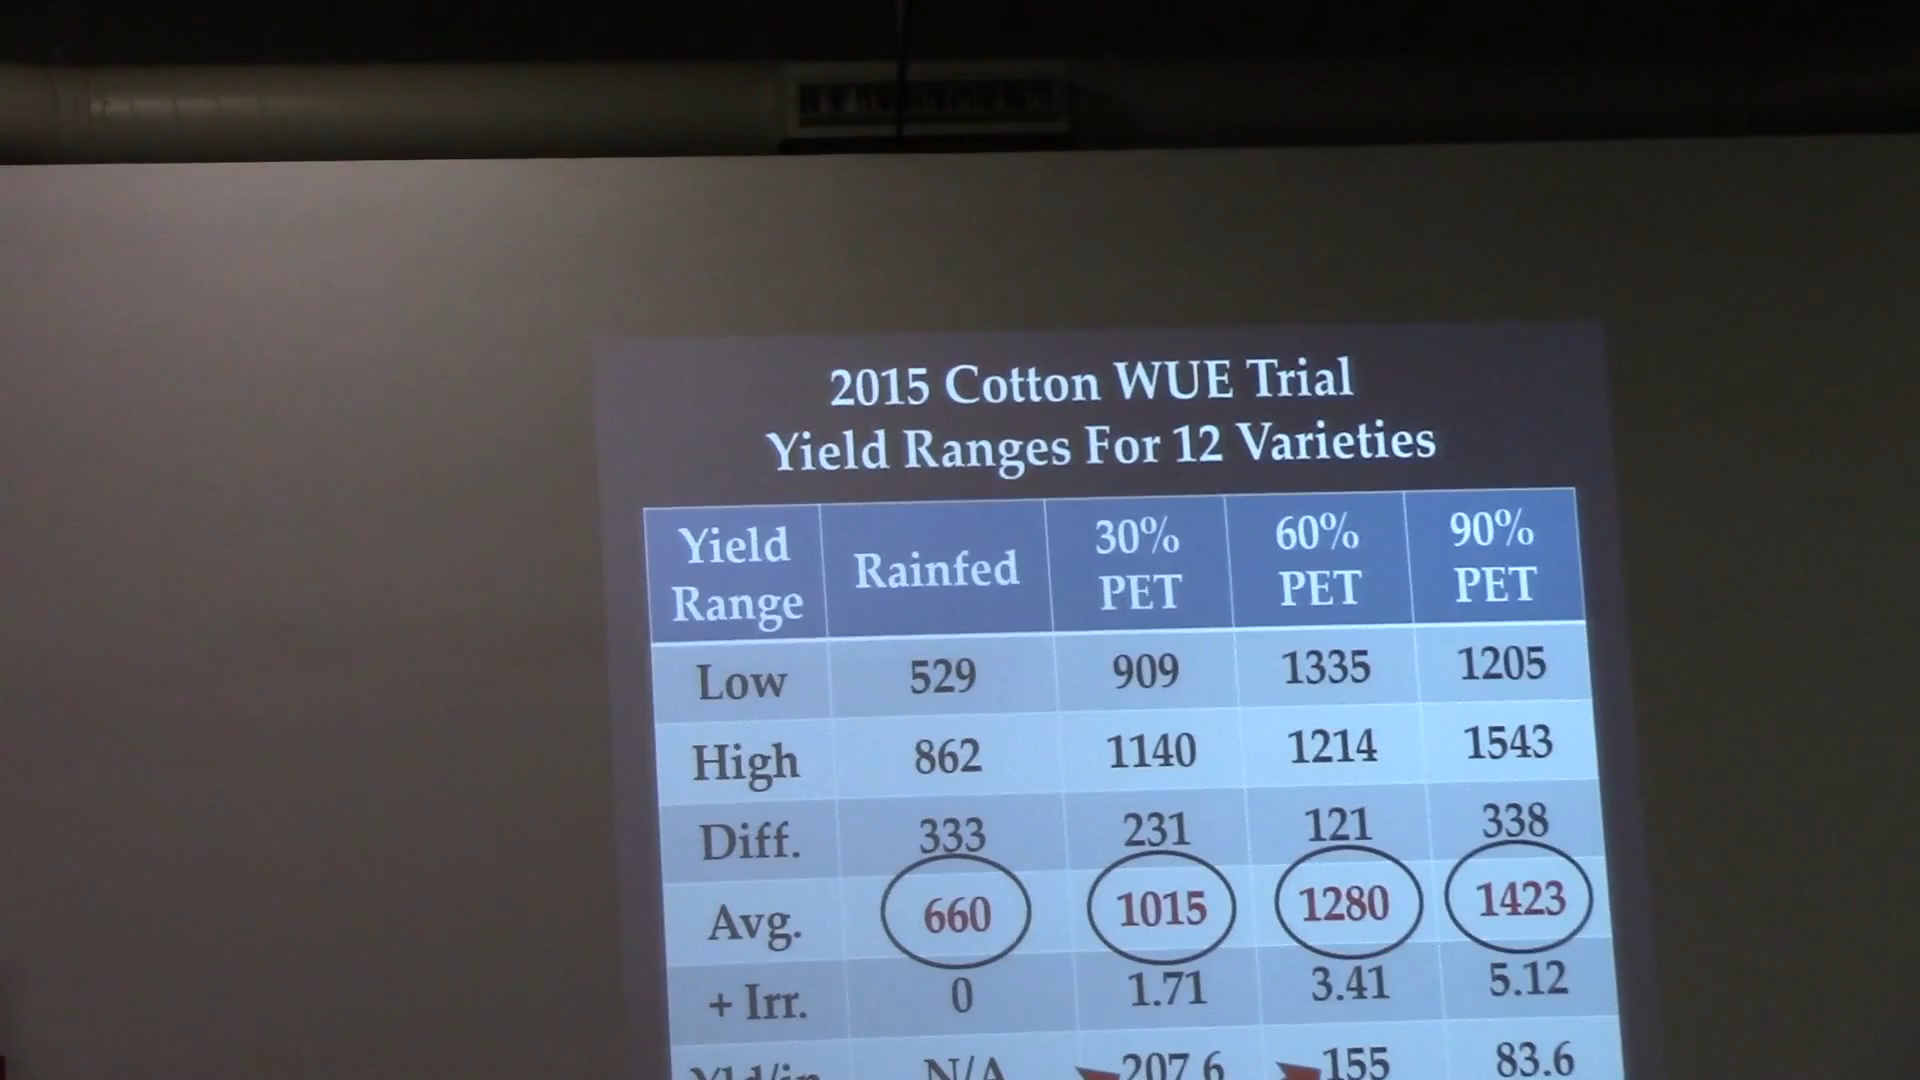 2015 Cotton WUE Trial
Yield Ranges For 12 Varieties
Yield Range Rainfed 30% PET 60% PET 90% PET
Low 529 909 1335 1205
High 862 1140 1214 1543
Diff. 333 231 121 338
Avg. 660 1015 1280 1423
+ Irr. 0 1.71 3.41 5.12
Yld/in N/A 207.6 155 83.6